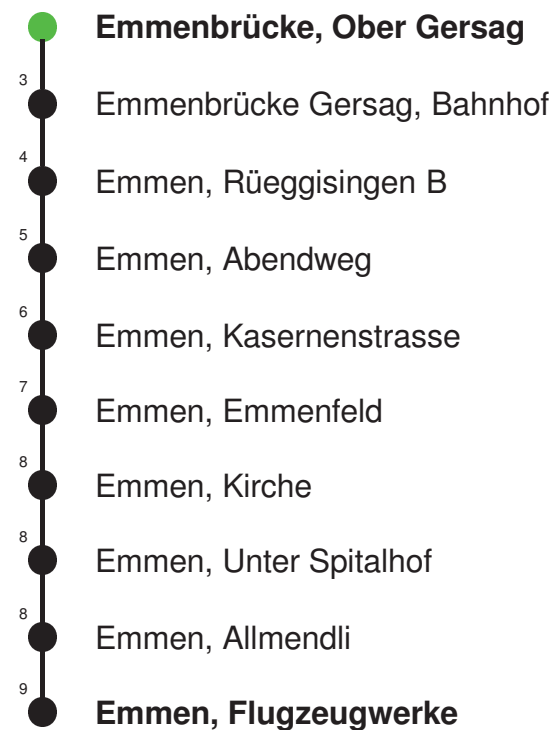 Emmenbrücke, Ober Gersag
3
Emmenbrücke Gersag, Bahnhof
4
Emmen, Rüeggisingen B
5
Emmen, Abendweg
6
Emmen, Kasernenstrasse
7
Emmen, Emmenfeld
8
Emmen, Kirche
8
Emmen, Unter Spitalhof
8
Emmen, Allmendli
9
Emmen, Flugzeugwerke